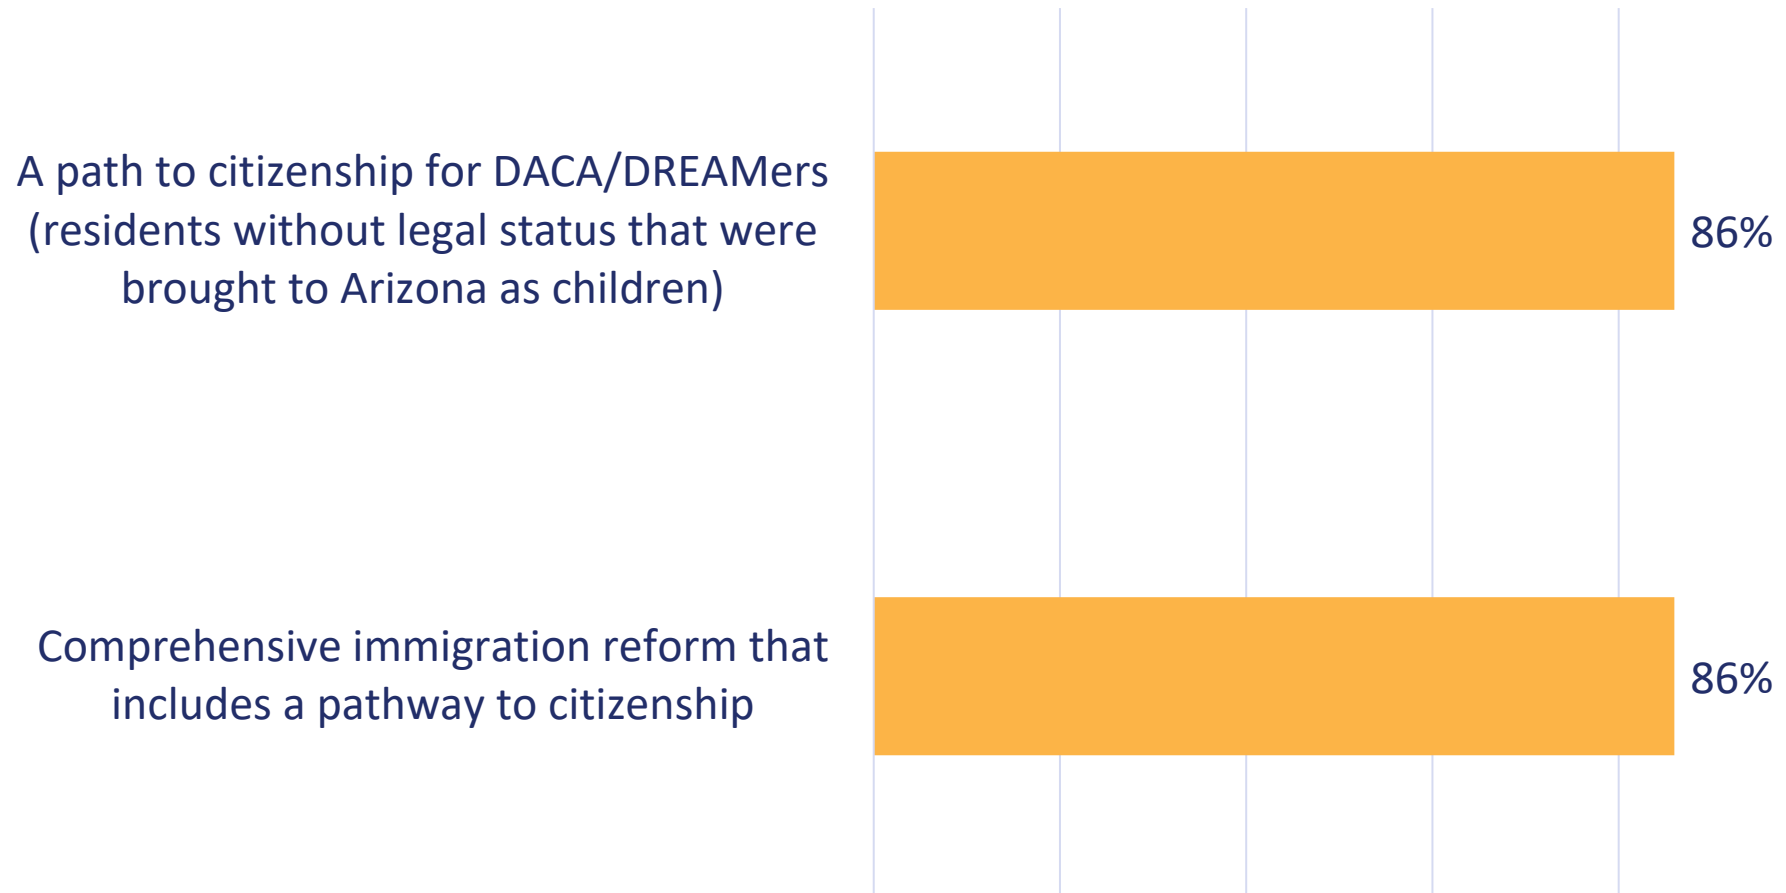 A path to citizenship for DACA/DREAMers
(residents without legal status that were
brought to Arizona as children)
86%
Comprehensive immigration reform that
includes a pathway to citizenship
86%